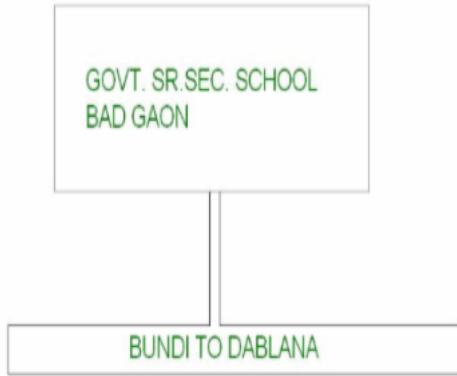 GOVT. SR.SEC. SCHOOL
BAD GAON
BUNDI TO DABLANA